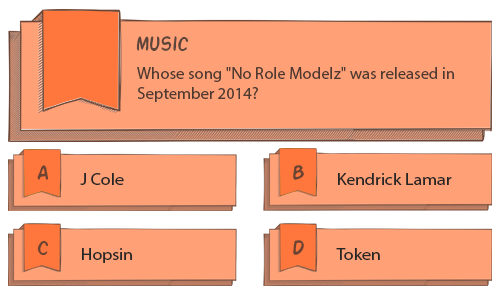 MUSIC
Whose song "No Role Modelz" was released in
September 2014?
A J Cole
B Kendrick Lamar
C Hopsin
D Token